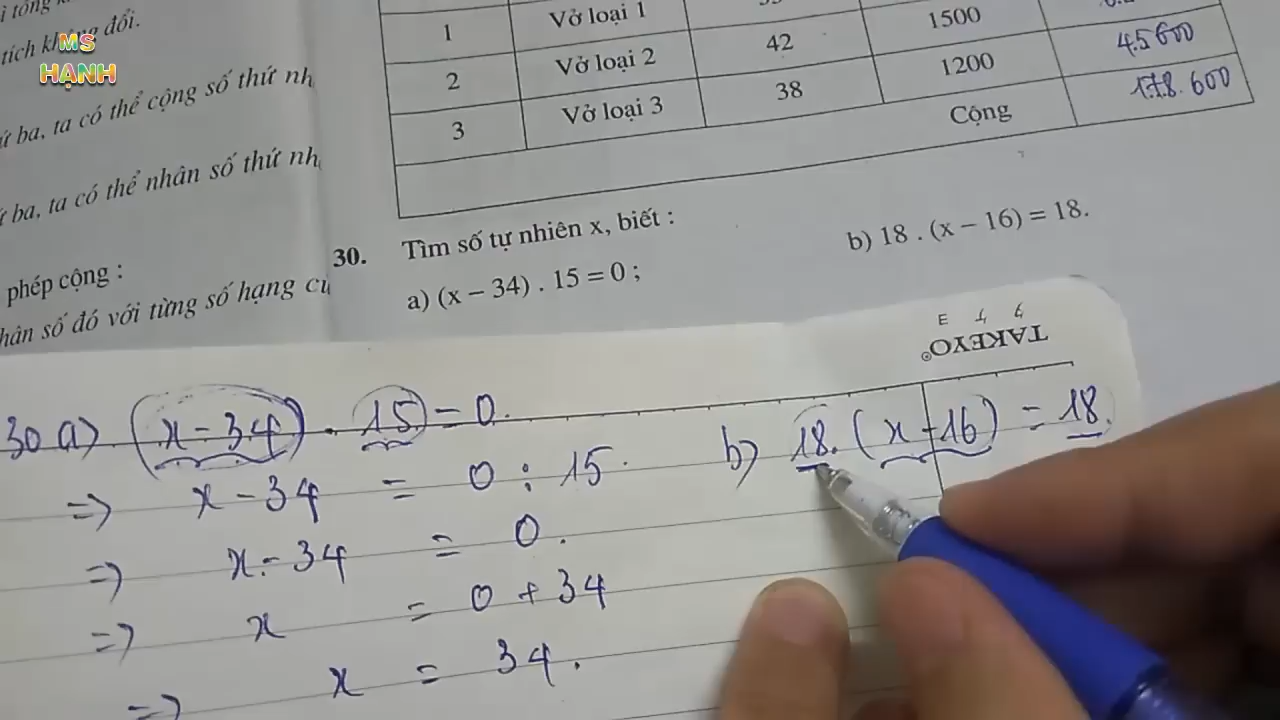 MS
HẠNH
tích không đổi.
ta có thể cộng số thứ nh
ba, ta có thể nhân số thứ nh
phép cộng :
số đó với từng số hạng
1 Vở loại 1
2 Vở loại 2 42 1500
3 Vở loại 3 38 1200 45600
Cộng 178.600
30. Tìm số tự nhiên x, biết :
a) (x – 34) . 15 = 0 ;
b) 18 . (x – 16) = 18.
TAKEYO
30 a) (x - 34) . 15 = 0.
=> x - 34 = 0 : 15.
=> x - 34 = 0.
=> x = 0 + 34
=> x = 34.
b) 18. (x - 16) = 18.